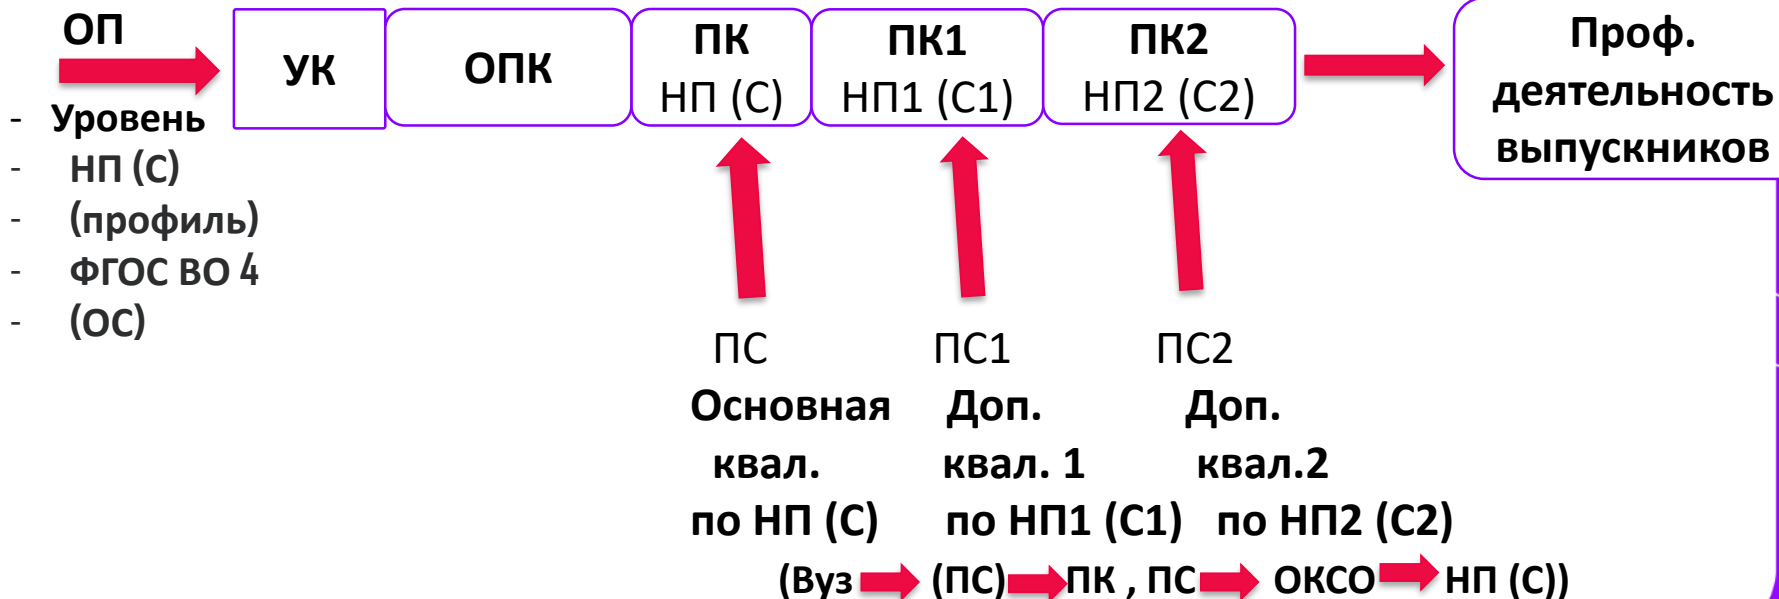 ОП
- Уровень
- НП (С)
- (профиль)
- ФГОС ВО 4
- (ОС)
УК
ОПК
ПК
НП (С)
ПК1
НП1 (С1)
ПК2
НП2 (С2)
Проф.
деятельность
выпускников
ПС
Основная
квал.
по НП (С)
ПС1
Доп.
квал. 1
по НП1 (С1)
ПС2
Доп.
квал.2
по НП2 (С2)
(Вуз (ПС) ПК , ПС ОКСО НП (С))